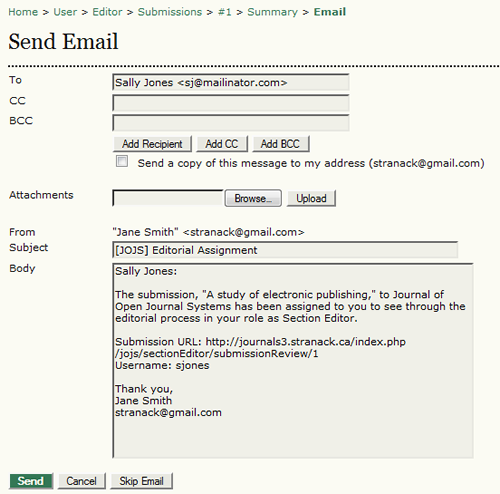 Home > User > Editor > Submissions > #1 > Summary > Email
Send Email
To
Sally Jones <sj@mailinator.com>
CC
BCC
Add Recipient Add CC Add BCC
Send a copy of this message to my address (stranack@gmail.com)
Attachments
Browse... Upload
From
"Jane Smith" <stranack@gmail.com>
Subject
[JOJS] Editorial Assignment
Body
Sally Jones:
The submission, "A study of electronic publishing," to Journal of
Open Journal Systems has been assigned to you to see through the
editorial process in your role as Section Editor.
Submission URL: http://journals3.stranack.ca/index.php
/jojs/sectionEditor/submissionReview/1
Username: sjones
Thank you,
Jane Smith
stranack@gmail.com
Send Cancel Skip Email